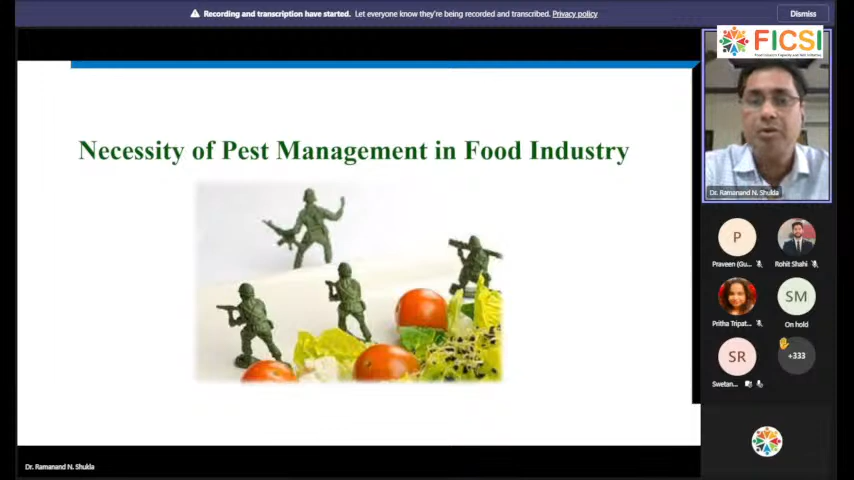 Recording and transcription have started. Let everyone know they're being recorded and transcribed. Privacy policy
Dismiss
FICSI
Necessity of Pest Management in Food Industry
Dr. Ramanand N. Shukla
P
Praveen (Gu...
Rohit Shahi
Pritha Tripat...
SM
On hold
SR
Swetan...
+333
Dr. Ramanand N. Shukla